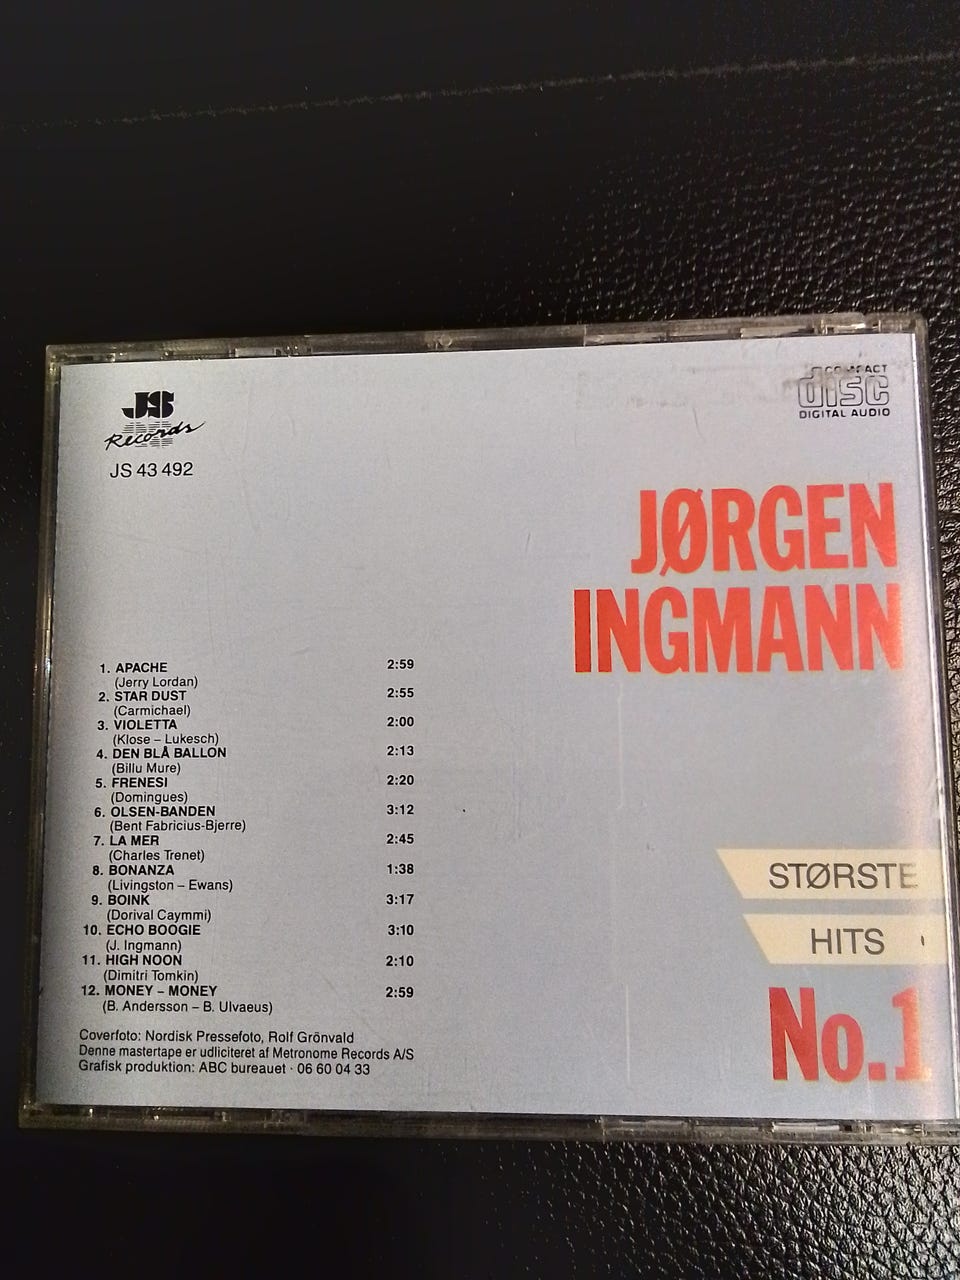 JS
Records
JS 43 492
COMPACT
disc
DIGITAL AUDIO
JØRGEN
INGMANN
1. APACHE 2:59
(Jerry Lordan)
2. STAR DUST 2:55
(Carmichael)
3. VIOLETTA 2:00
(Klose – Lukesch)
4. DEN BLÅ BALLON 2:13
(Billu Mure)
5. FRENESI 2:20
(Domingues)
6. OLSEN-BANDEN 3:12
(Bent Fabricius-Bjerre)
7. LA MER 2:45
(Charles Trenet)
8. BONANZA 1:38
(Livingston – Ewans)
9. BOINK 3:17
(Dorival Caymmi)
10. ECHO BOOGIE 3:10
(J. Ingmann)
11. HIGH NOON 2:10
(Dimitri Tomkin)
12. MONEY – MONEY 2:59
(B. Andersson – B. Ulvaeus)
Coverfoto: Nordisk Pressefoto, Rolf Grönvald
Denne mastertape er udliciteret af Metronome Records A/S
Grafisk produktion: ABC bureauet · 06 60 04 33
STØRSTE
HITS
No.1